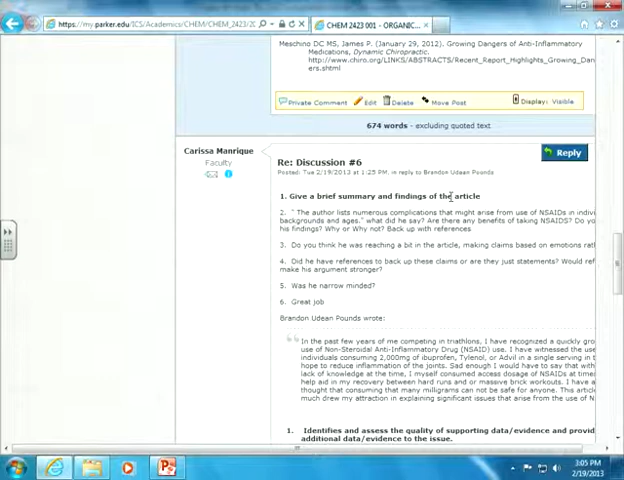 https://my.parker.edu/ICS/Academics/CHEM/CHEM_2423/2
CHEM 2423 001 - ORGANIC...
Meschino DC MS, James P. (January 29, 2012). Growing Dangers of Anti-Inflammatory
Medications, Dynamic Chiropractic.
http://www.chiro.org/LINKS/ABSTRACTS/Recent_Report_Highlights_Growing_Dan
ers.shtml
Private Comment Edit Delete Move Post Display: Visible
674 words - excluding quoted text
Carissa Manrique
Faculty
Reply
Re: Discussion #6
Posted: Tue 2/19/2013 at 1:25 PM, in reply to Brandon Udean Pounds
1. Give a brief summary and findings of the article
2. " The author lists numerous complications that might arise from use of NSAIDs in indivi
backgrounds and ages." what did he say? Are there any benefits of taking NSAIDS? Do yo
his findings? Why or Why not? Back up with references
3. Do you think he was reaching a bit in the article, making claims based on emotions rat
4. Did he have references to back up these claims or are they just statements? Would ref
make his argument stronger?
5. Was he narrow minded?
6. Great job
Brandon Udean Pounds wrote:
In the past few years of me competing in triathlons, I have recognized a quickly gro
use of Non-Steroidal Anti-Inflammatory Drug (NSAID) use. I have witnessed the use
individuals consuming 2,000mg of ibuprofen, Tylenol, or Advil in a single serving in t
hope to reduce inflammation of the joints. Sad enough I would have to say that with
lack of knowledge at the time, I myself consumed access dosage of NSAIDS at times
help aid in my recovery between hard runs and or massive brick workouts. I have a
thought that consuming that many milligrams can not be safe for anyone. This articl
much drew my attraction in explaining significant issues that arise from the use of N
1. Identifies and assess the quality of supporting data/evidence and provid
additional data/evidence to the issue.
3:05 PM
2/19/2013